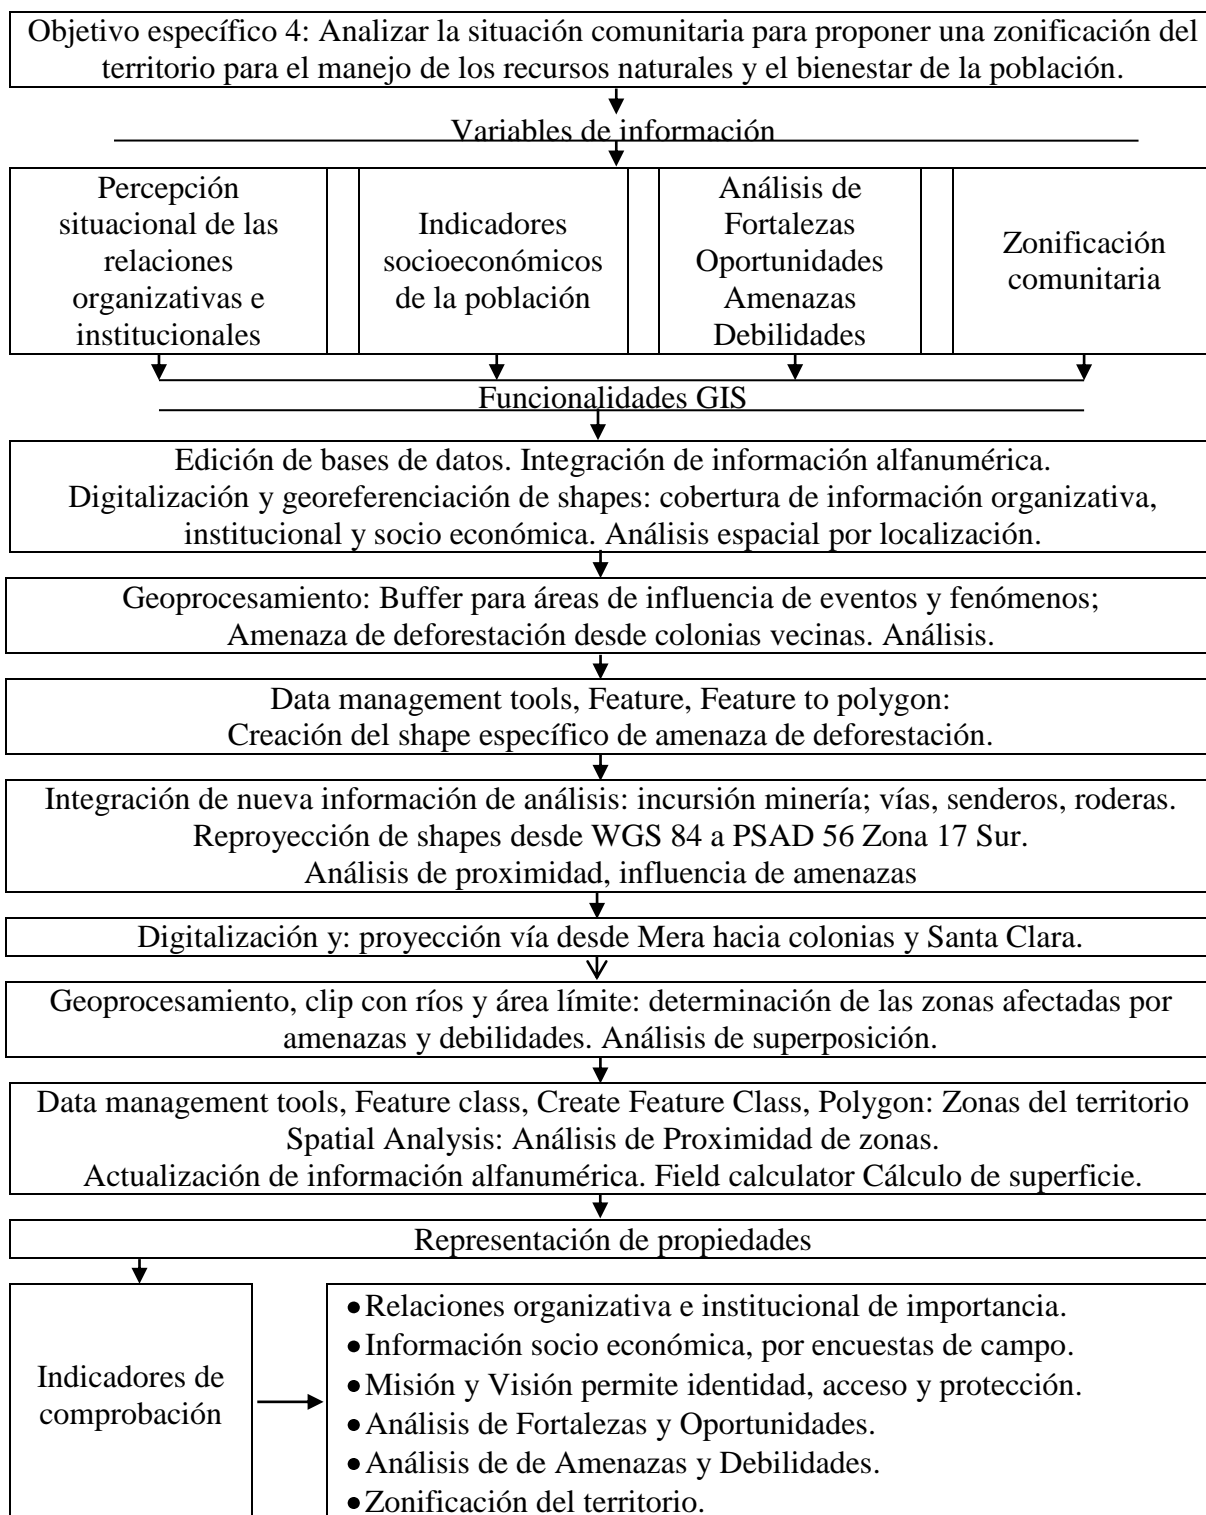 Objetivo específico 4: Analizar la situación comunitaria para proponer una zonificación del
territorio para el manejo de los recursos naturales y el bienestar de la población.
Variables de información
Percepción
situacional de las
relaciones
organizativas e
institucionales
Indicadores
socioeconómicos
de la población
Análisis de
Fortalezas
Oportunidades
Amenazas
Debilidades
Zonificación
comunitaria
Funcionalidades GIS
Edición de bases de datos. Integración de información alfanumérica.
Digitalización y georeferenciación de shapes: cobertura de información organizativa,
institucional y socio económica. Análisis espacial por localización.
Geoprocesamiento: Buffer para áreas de influencia de eventos y fenómenos;
Amenaza de deforestación desde colonias vecinas. Análisis.
Data management tools, Feature, Feature to polygon:
Creación del shape específico de amenaza de deforestación.
Integración de nueva información de análisis: incursión minería; vías, senderos, roderas.
Reproyección de shapes desde WGS 84 a PSAD 56 Zona 17 Sur.
Análisis de proximidad, influencia de amenazas
Digitalización y: proyección vía desde Mera hacia colonias y Santa Clara.
Geoprocesamiento, clip con ríos y área límite: determinación de las zonas afectadas por
amenazas y debilidades. Análisis de superposición.
Data management tools, Feature class, Create Feature Class, Polygon: Zonas del territorio
Spatial Analysis: Análisis de Proximidad de zonas.
Actualización de información alfanumérica. Field calculator Cálculo de superficie.
Representación de propiedades
Indicadores de
comprobación
•Relaciones organizativa e institucional de importancia.
•Información socio económica, por encuestas de campo.
•Misión y Visión permite identidad, acceso y protección.
•Análisis de Fortalezas y Oportunidades.
•Análisis de de Amenazas y Debilidades.
•Zonificación del territorio.